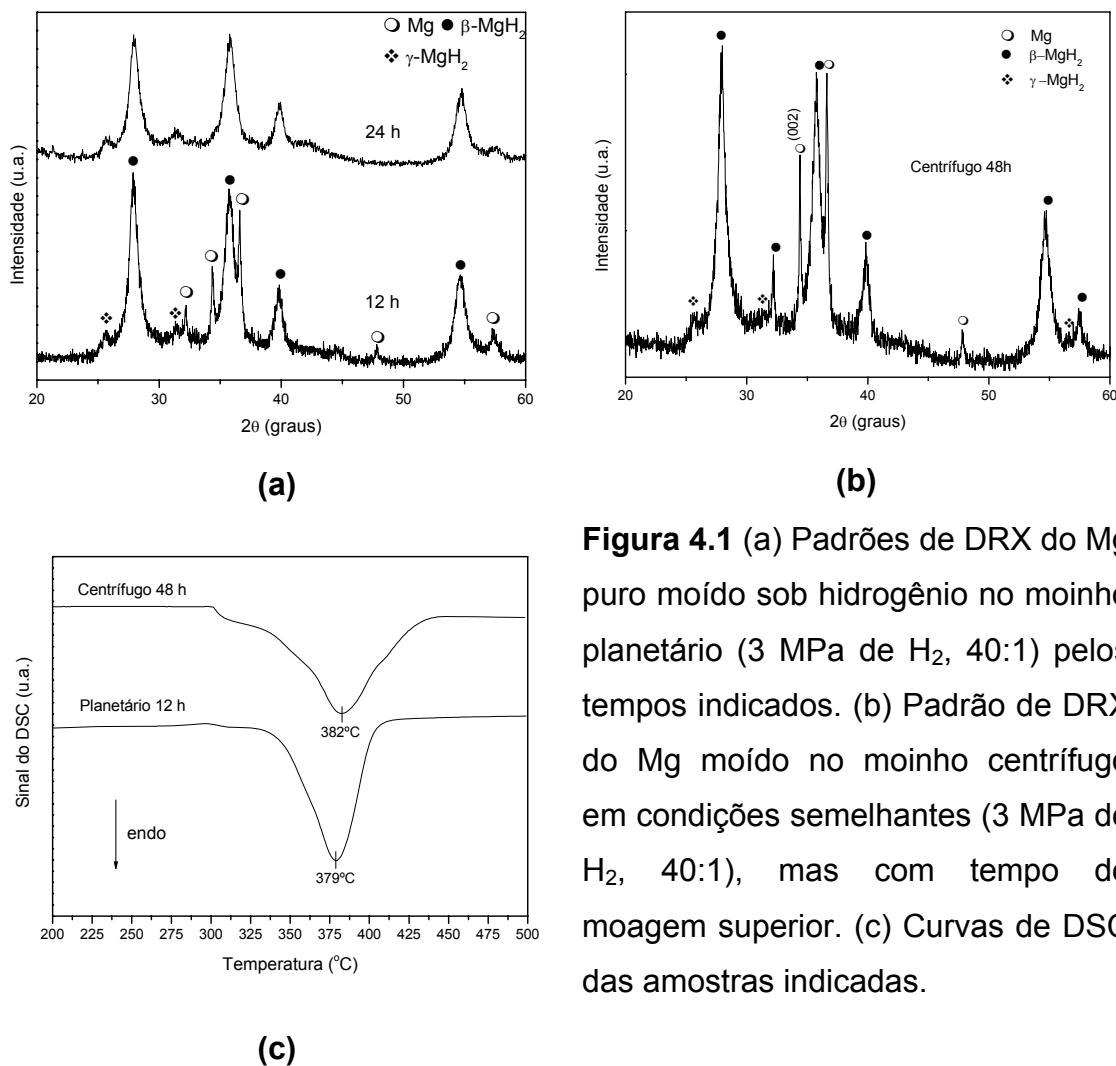 Mg β-MgH2
γ-MgH2
24 h
12 h
Intensidade (u.a.)
20 30 40 50 60
2θ (graus)
(a)
Mg
β–MgH2
γ –MgH2
(002)
Centrífugo 48h
Intensidade (u.a.)
20 30 40 50 60
2θ (graus)
(b)
Centrífugo 48 h
Planetário 12 h
382ºC
379ºC
endo
Sinal do DSC (u.a.)
200 225 250 275 300 325 350 375 400 425 450 475 500
Temperatura (°C)
(c)
Figura 4.1 (a) Padrões de DRX do Mg
puro moído sob hidrogênio no moinho
planetário (3 MPa de H2, 40:1) pelos
tempos indicados. (b) Padrão de DRX
do Mg moído no moinho centrífugo
em condições semelhantes (3 MPa de
H2, 40:1), mas com tempo de
moagem superior. (c) Curvas de DSC
das amostras indicadas.